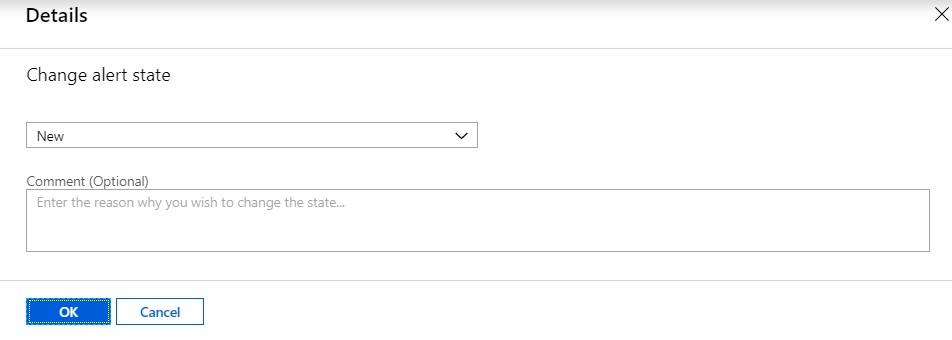 Details
Change alert state
New
Comment (Optional)
Enter the reason why you wish to change the state...
OK
Cancel